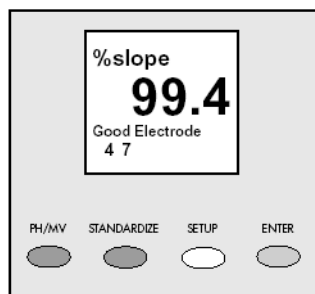 %slope
99.4
Good Electrode
4 7
PH/MV STANDARDIZE SETUP ENTER